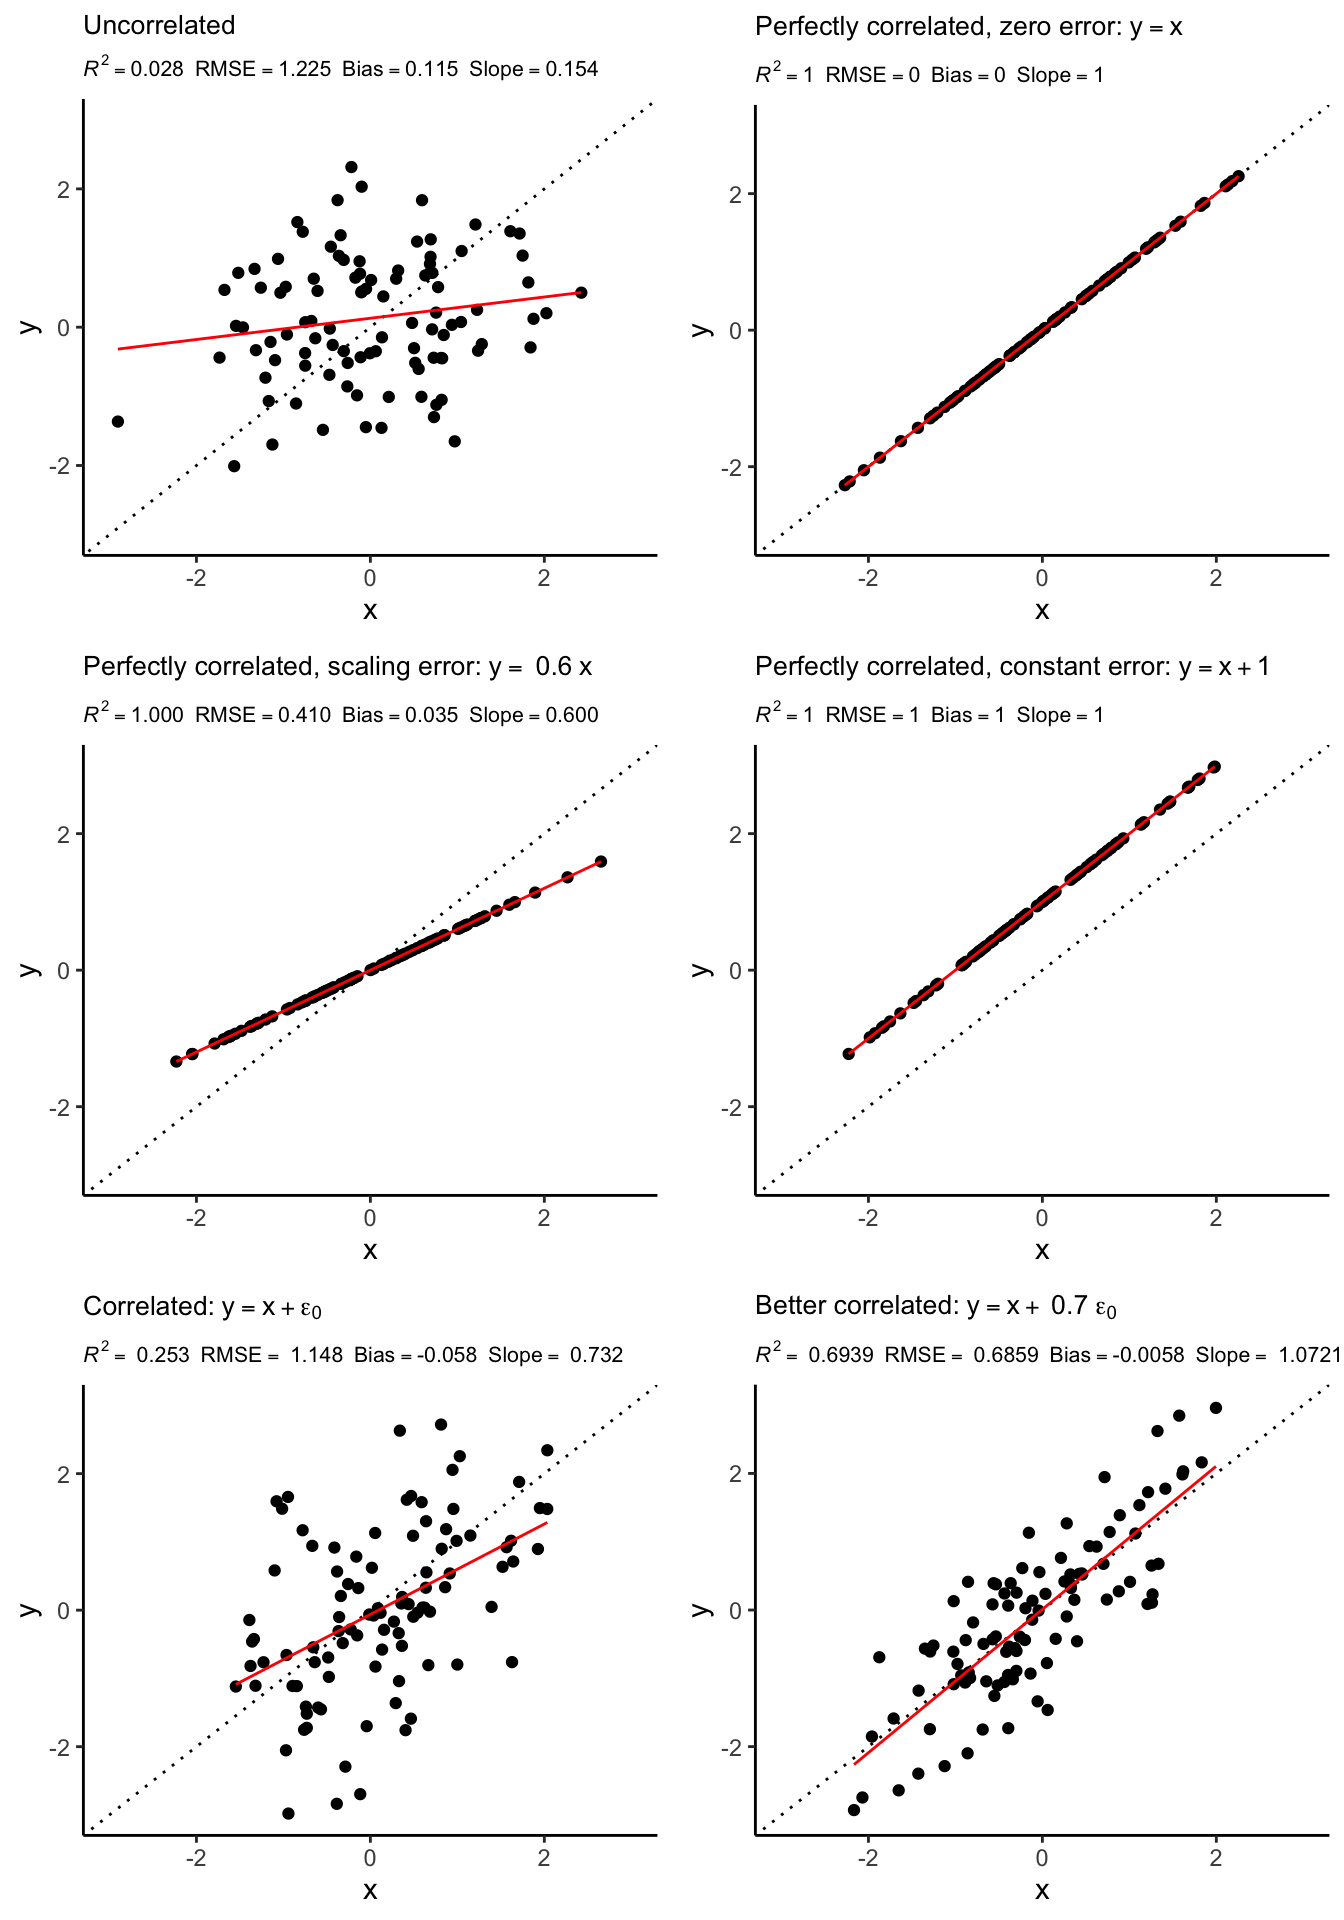 Uncorrelated
R² = 0.028 RMSE = 1.225 Bias = 0.115 Slope = 0.154
2
0
-2
y
-2 0 2
x
Perfectly correlated, zero error: y = x
R² = 1 RMSE = 0 Bias = 0 Slope = 1
2
0
-2
y
-2 0 2
x
Perfectly correlated, scaling error: y = 0.6 x
R² = 1.000 RMSE = 0.410 Bias = 0.035 Slope = 0.600
2
0
-2
y
-2 0 2
x
Perfectly correlated, constant error: y = x + 1
R² = 1 RMSE = 1 Bias = 1 Slope = 1
2
0
-2
y
-2 0 2
x
Correlated: y = x + ε₀
R² = 0.253 RMSE = 1.148 Bias = -0.058 Slope = 0.732
2
0
-2
y
-2 0 2
x
Better correlated: y = x + 0.7 ε₀
R² = 0.6939 RMSE = 0.6859 Bias = -0.0058 Slope = 1.0721
2
0
-2
y
-2 0 2
x